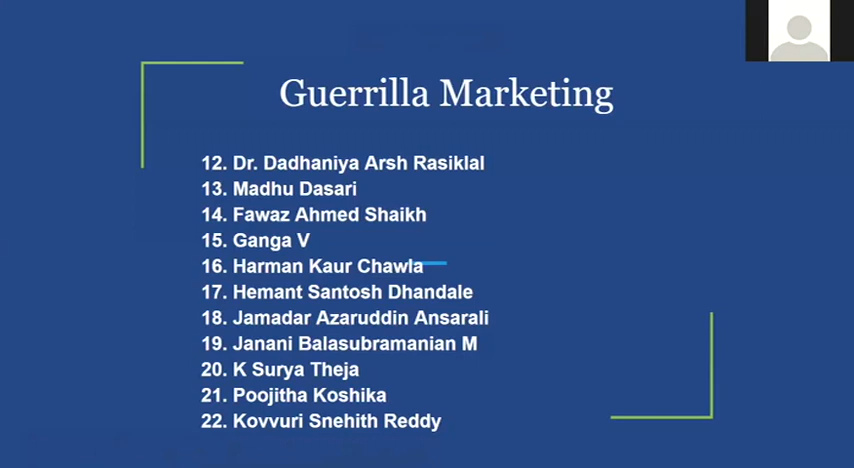 Guerrilla Marketing
12. Dr. Dadhaniya Arsh Rasiklal
13. Madhu Dasari
14. Fawaz Ahmed Shaikh
15. Ganga V
16. Harman Kaur Chawla
17. Hemant Santosh Dhandale
18. Jamadar Azaruddin Ansarali
19. Janani Balasubramanian M
20. K Surya Theja
21. Poojitha Koshika
22. Kovvuri Snehith Reddy